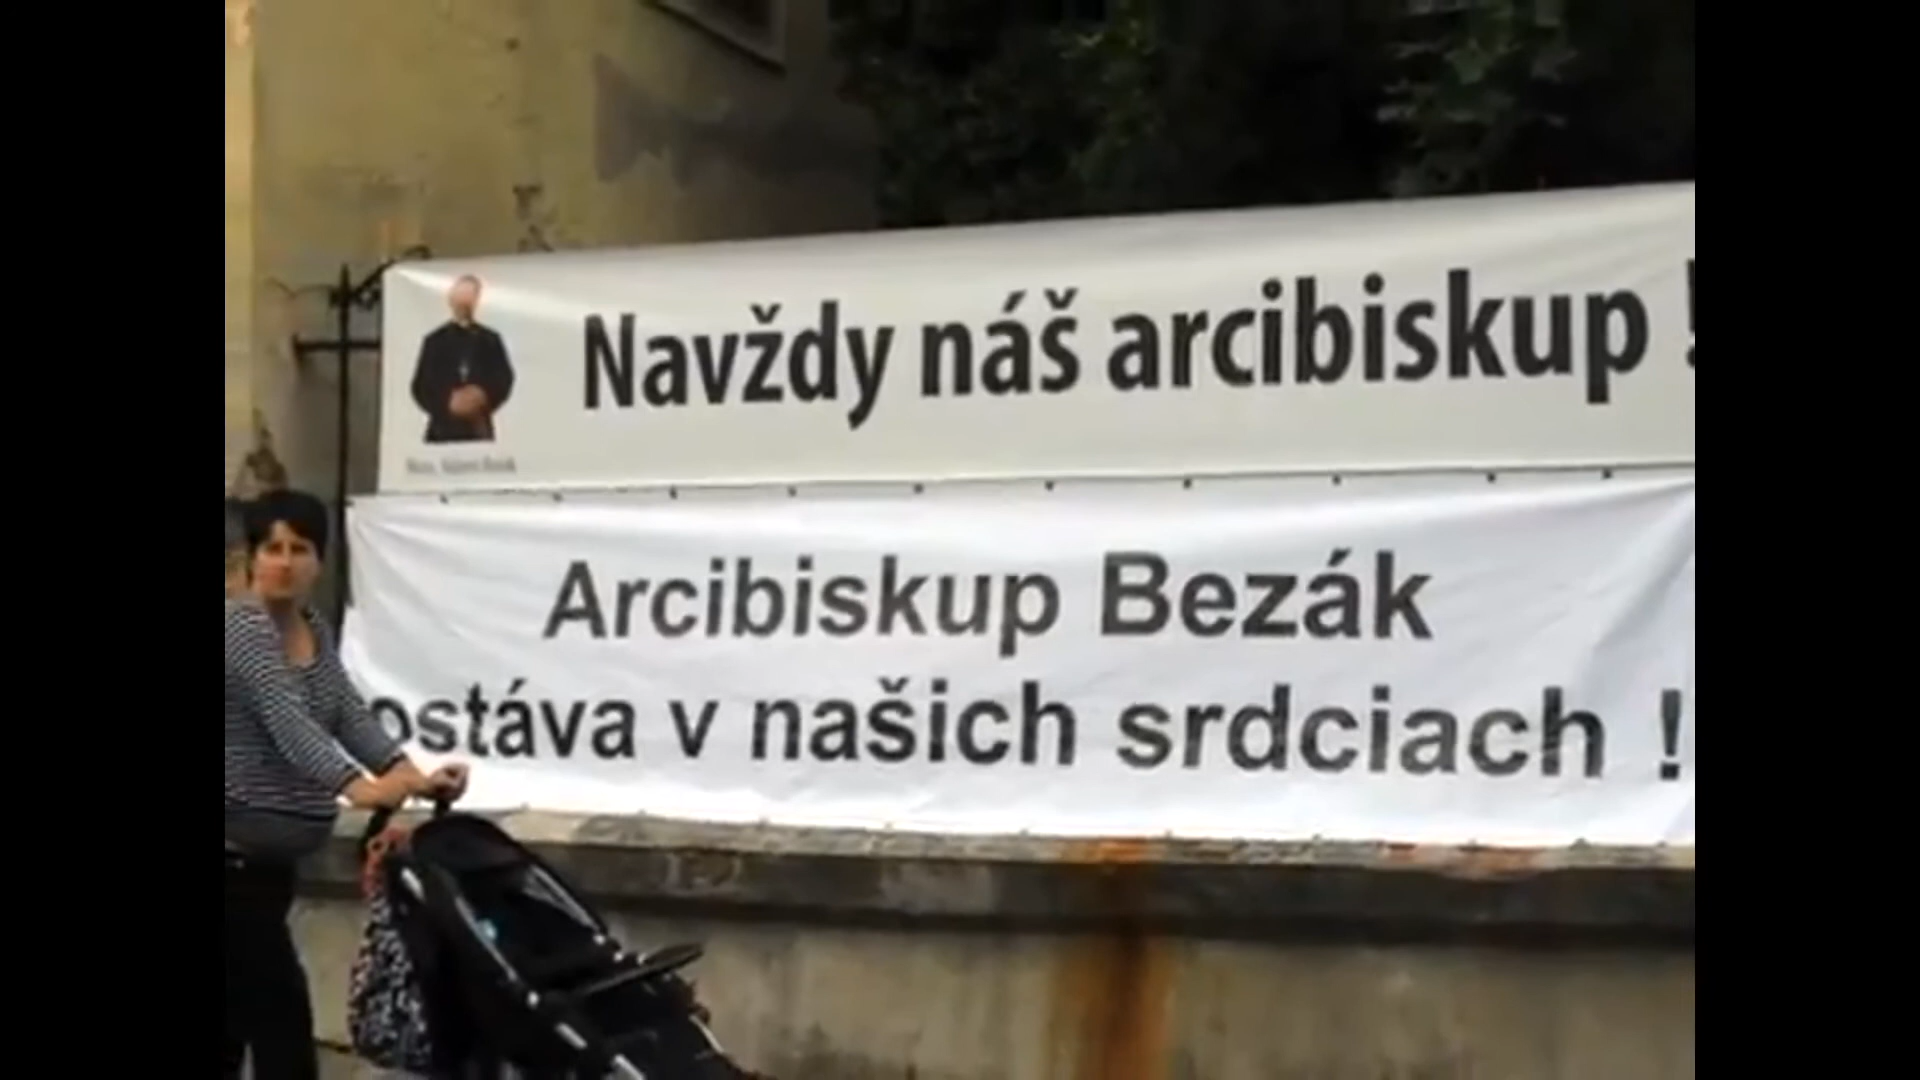 Navždy náš arcibiskup !
Arcibiskup Bezák
ostáva v našich srdciach !